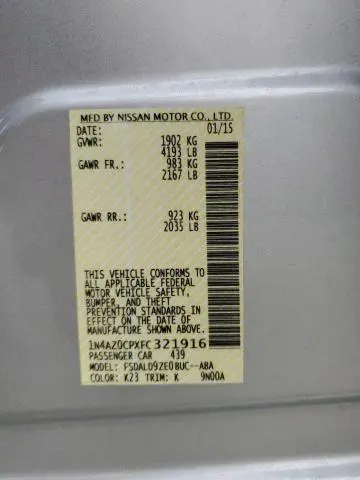 MFD BY NISSAN MOTOR CO., LTD.
DATE: 01/15
GVWR: 1902 KG
4193 LB
GAWR FR.: 983 KG
2167 LB
GAWR RR.: 923 KG
2035 LB
THIS VEHICLE CONFORMS TO
ALL APPLICABLE FEDERAL
MOTOR VEHICLE SAFETY,
BUMPER, AND THEFT
PREVENTION STANDARDS
IN EFFECT ON THE DATE OF
MANUFACTURE SHOWN ABOVE.
1N4AZ0CPXFC321916
PASSENGER CAR 439
MODEL: FSDALD9ZE0BUC--ABA
COLOR: K23 TRIM: K 9N00A